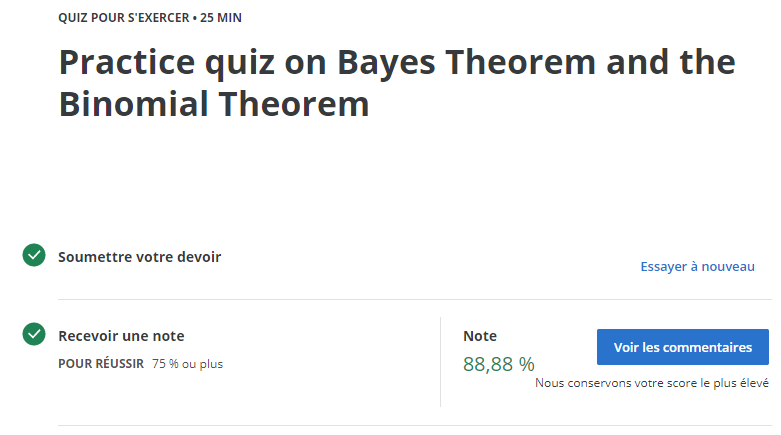 QUIZ POUR S'EXERCER • 25 MIN
Practice quiz on Bayes Theorem and the
Binomial Theorem
Soumettre votre devoir
Essayer à nouveau
Recevoir une note
POUR RÉUSSIR 75 % ou plus
Note
88,88 %
Voir les commentaires
Nous conservons votre score le plus élevé